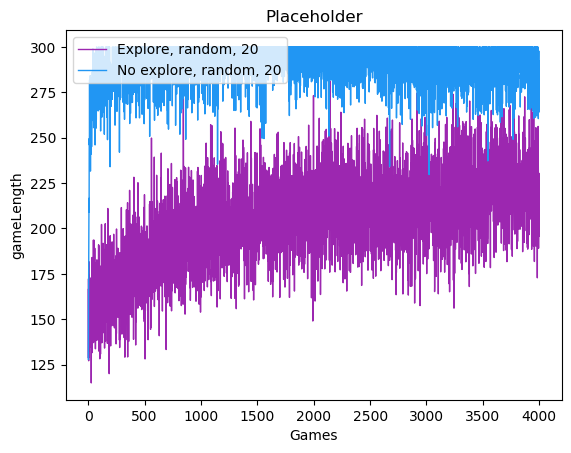 Placeholder
Explore, random, 20
No explore, random, 20
300
275
250
225
200
175
150
125
gameLength
0 500 1000 1500 2000 2500 3000 3500 4000
Games